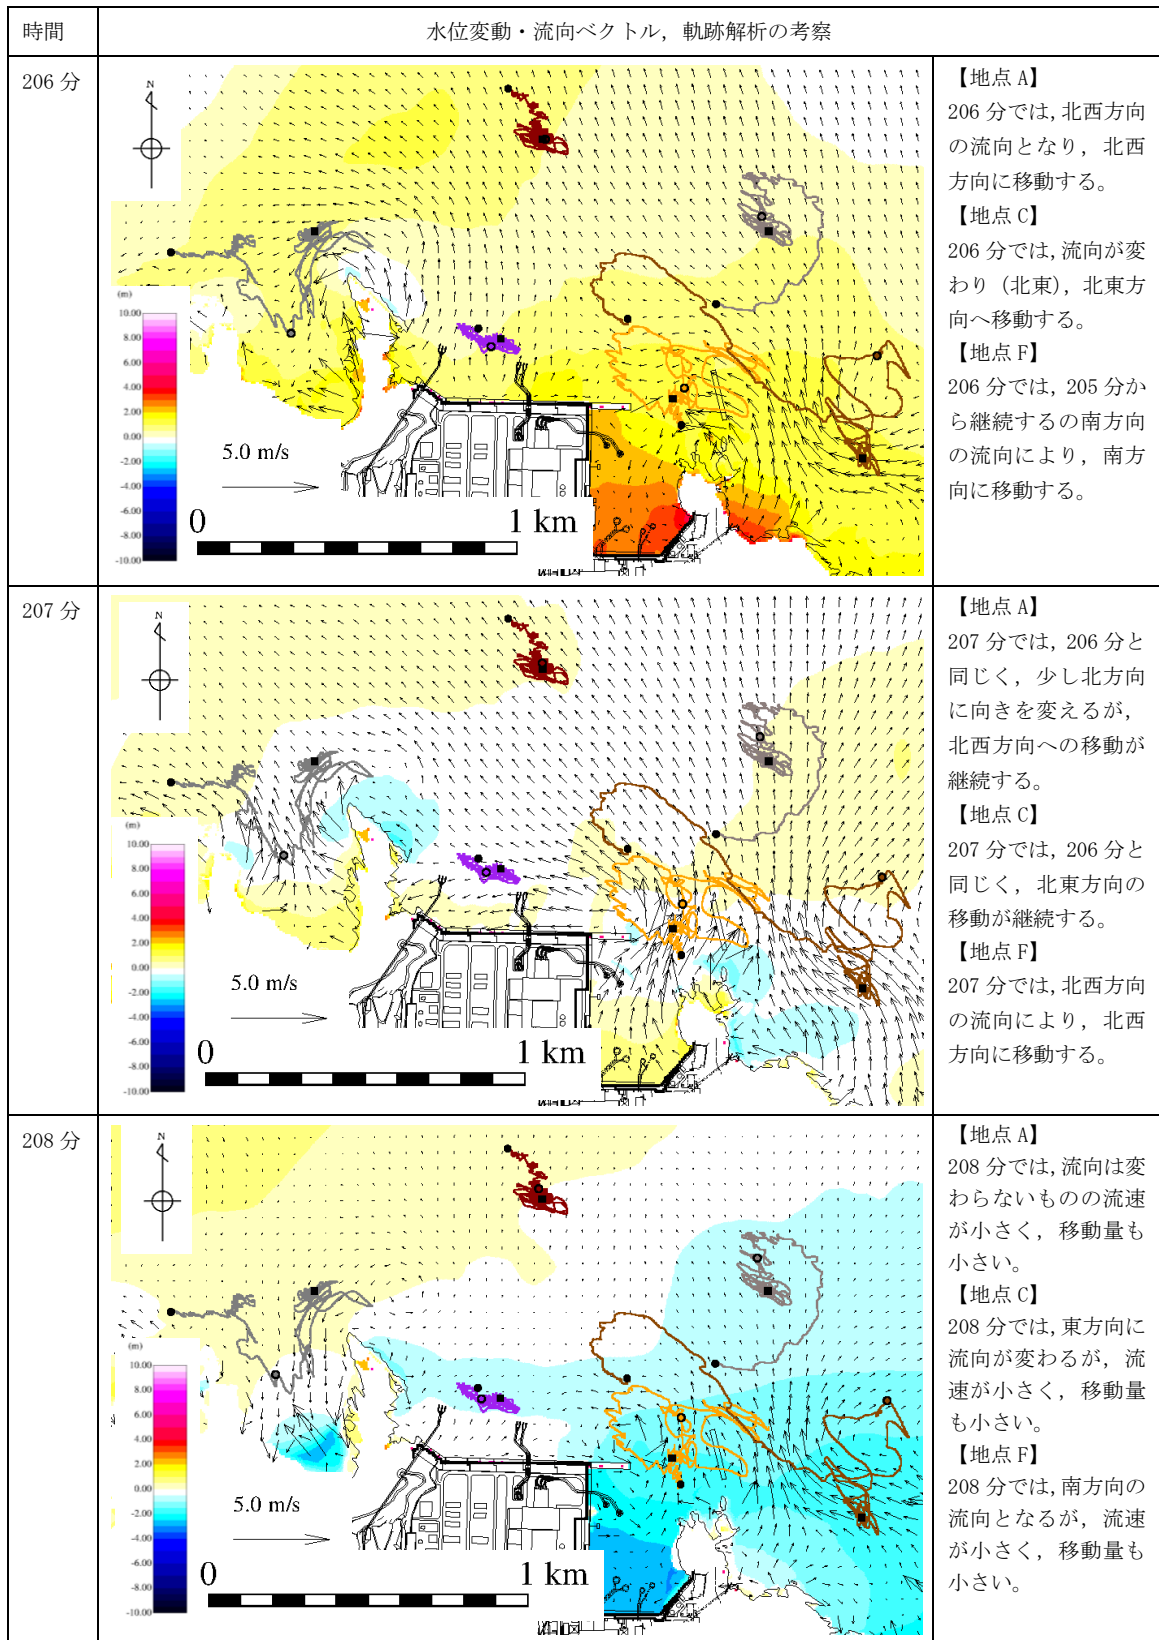 時間
水位変動・流向ベクトル，軌跡解析の考察
206 分
N
(m)
10.00
8.00
6.00
4.00
2.00
0.00
-2.00
-4.00
-6.00
-8.00
-10.00
5.0 m/s
0
1 km
【地点 A】
206 分では，北西方向
の流向となり，北西
方向に移動する。
【地点 C】
206 分では，流向が変
わり（北東），北東方
向へ移動する。
【地点 F】
206 分では，205 分か
ら継続するの南方向
の流向により，南方
向に移動する。
207 分
N
(m)
10.00
8.00
6.00
4.00
2.00
0.00
-2.00
-4.00
-6.00
-8.00
-10.00
5.0 m/s
0
1 km
【地点 A】
207 分では，206 分と
同じく，少し北方向
に向きを変えるが，
北西方向への移動が
継続する。
【地点 C】
207 分では，206 分と
同じく，北東方向の
移動が継続する。
【地点 F】
207 分では，北西方向
の流向により，北西
方向に移動する。
208 分
N
(m)
10.00
8.00
6.00
4.00
2.00
0.00
-2.00
-4.00
-6.00
-8.00
-10.00
5.0 m/s
0
1 km
【地点 A】
208 分では，流向は変
わらないものの流速
が小さく，移動量も
小さい。
【地点 C】
208 分では，東方向に
流向が変わるが，流
速が小さく，移動量
も小さい。
【地点 F】
208 分では，南方向の
流向となるが，流速
が小さく，移動量も
小さい。